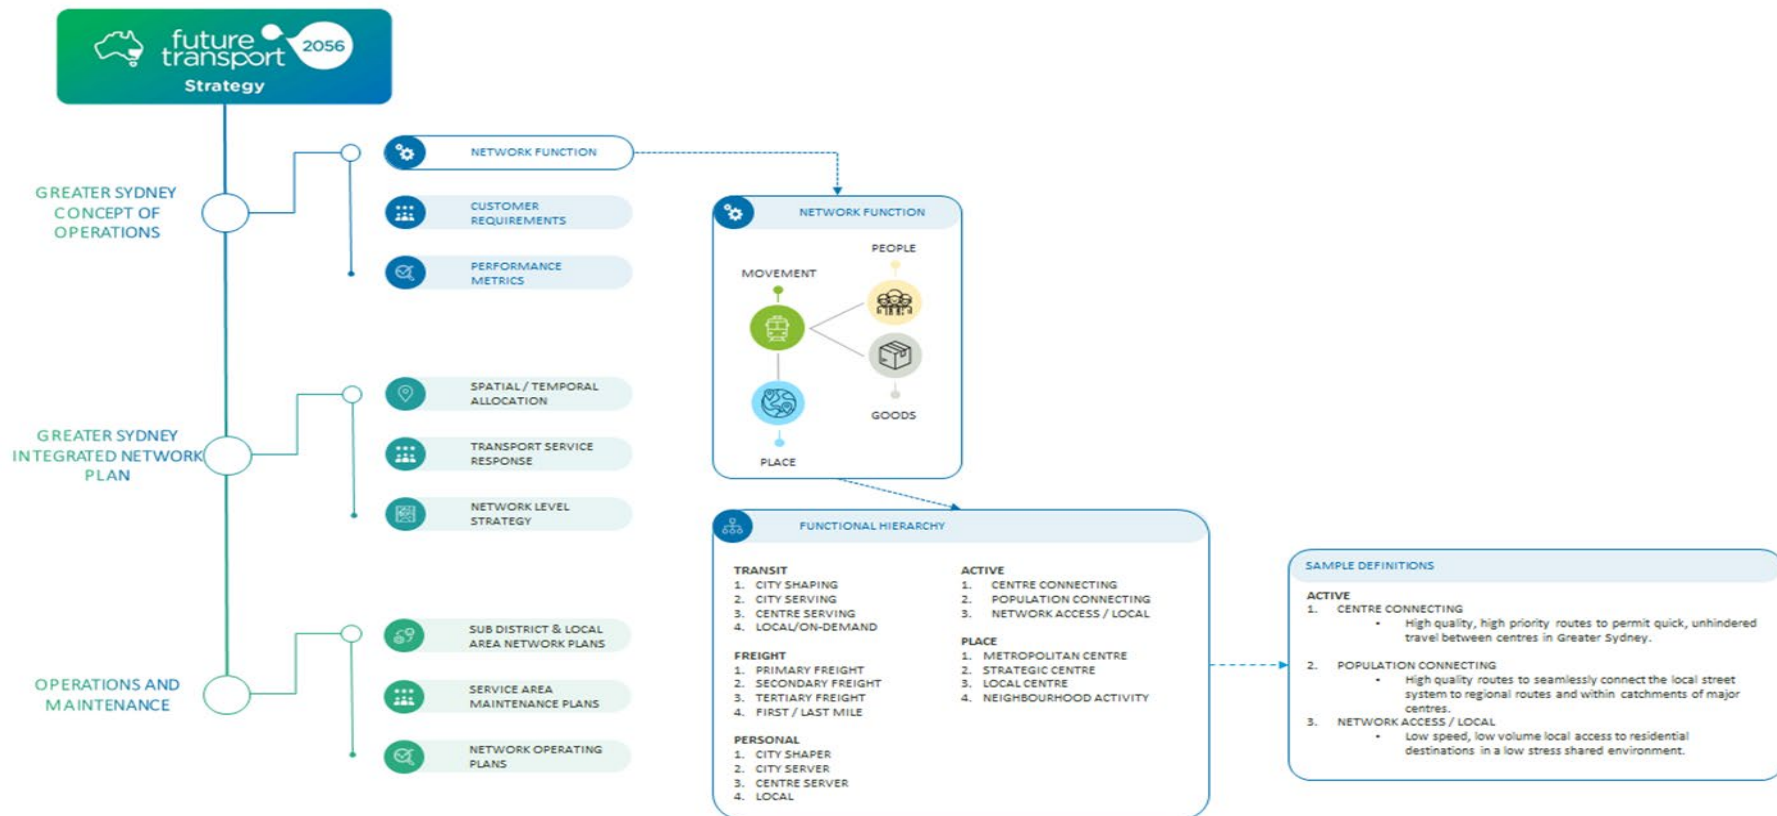 future
transport
2056
Strategy
GREATER SYDNEY
CONCEPT OF
OPERATIONS
NETWORK FUNCTION
CUSTOMER
REQUIREMENTS
PERFORMANCE
METRICS
GREATER SYDNEY
INTEGRATED NETWORK
PLAN
SPATIAL / TEMPORAL
ALLOCATION
TRANSPORT SERVICE
RESPONSE
NETWORK LEVEL
STRATEGY
OPERATIONS AND
MAINTENANCE
SUB DISTRICT & LOCAL
AREA NETWORK PLANS
SERVICE AREA
MAINTENANCE PLANS
NETWORK OPERATING
PLANS
NETWORK FUNCTION
PEOPLE
MOVEMENT
GOODS
PLACE
FUNCTIONAL HIERARCHY
TRANSIT
1. CITY SHAPING
2. CITY SERVING
3. CENTRE SERVING
4. LOCAL/ON-DEMAND
FREIGHT
1. PRIMARY FREIGHT
2. SECONDARY FREIGHT
3. TERTIARY FREIGHT
4. FIRST / LAST MILE
PERSONAL
1. CITY SHAPER
2. CITY SERVER
3. CENTRE SERVER
4. LOCAL
ACTIVE
1. CENTRE CONNECTING
2. POPULATION CONNECTING
3. NETWORK ACCESS / LOCAL
PLACE
1. METROPOLITAN CENTRE
2. STRATEGIC CENTRE
3. LOCAL CENTRE
4. NEIGHBOURHOOD ACTIVITY
SAMPLE DEFINITIONS
ACTIVE
1. CENTRE CONNECTING
• High quality, high priority routes to permit quick, unhindered
travel between centres in Greater Sydney.
2. POPULATION CONNECTING
• High quality routes to seamlessly connect the local street
system to regional routes and within catchments of major
centres.
3. NETWORK ACCESS / LOCAL
• Low speed, low volume local access to residential
destinations in a low stress shared environment.